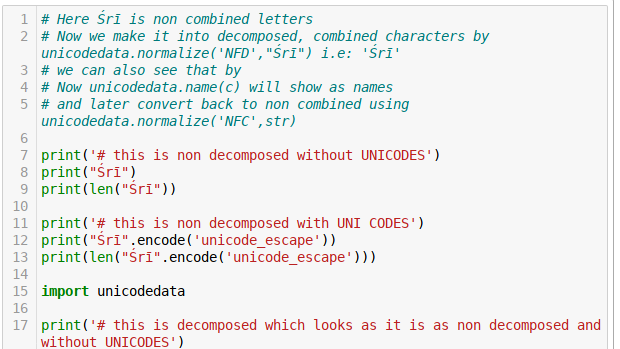 1 # Here Śrī is non combined letters
2 # Now we make it into decomposed, combined characters by
unicodedata.normalize('NFD',"Śrī") i.e: 'Śrī'
3 # we can also see that by
4 # Now unicodedata.name(c) will show as names
5 # and later convert back to non combined using
unicodedata.normalize('NFC',str)
6
7 print('# this is non decomposed without UNICODES')
8 print("Śrī")
9 print(len("Śrī"))
10
11 print('# this is non decomposed with UNI CODES')
12 print("Śrī".encode('unicode_escape'))
13 print(len("Śrī".encode('unicode_escape')))
14
15 import unicodedata
16
17 print('# this is decomposed which looks as it is as non decomposed and
without UNICODES')